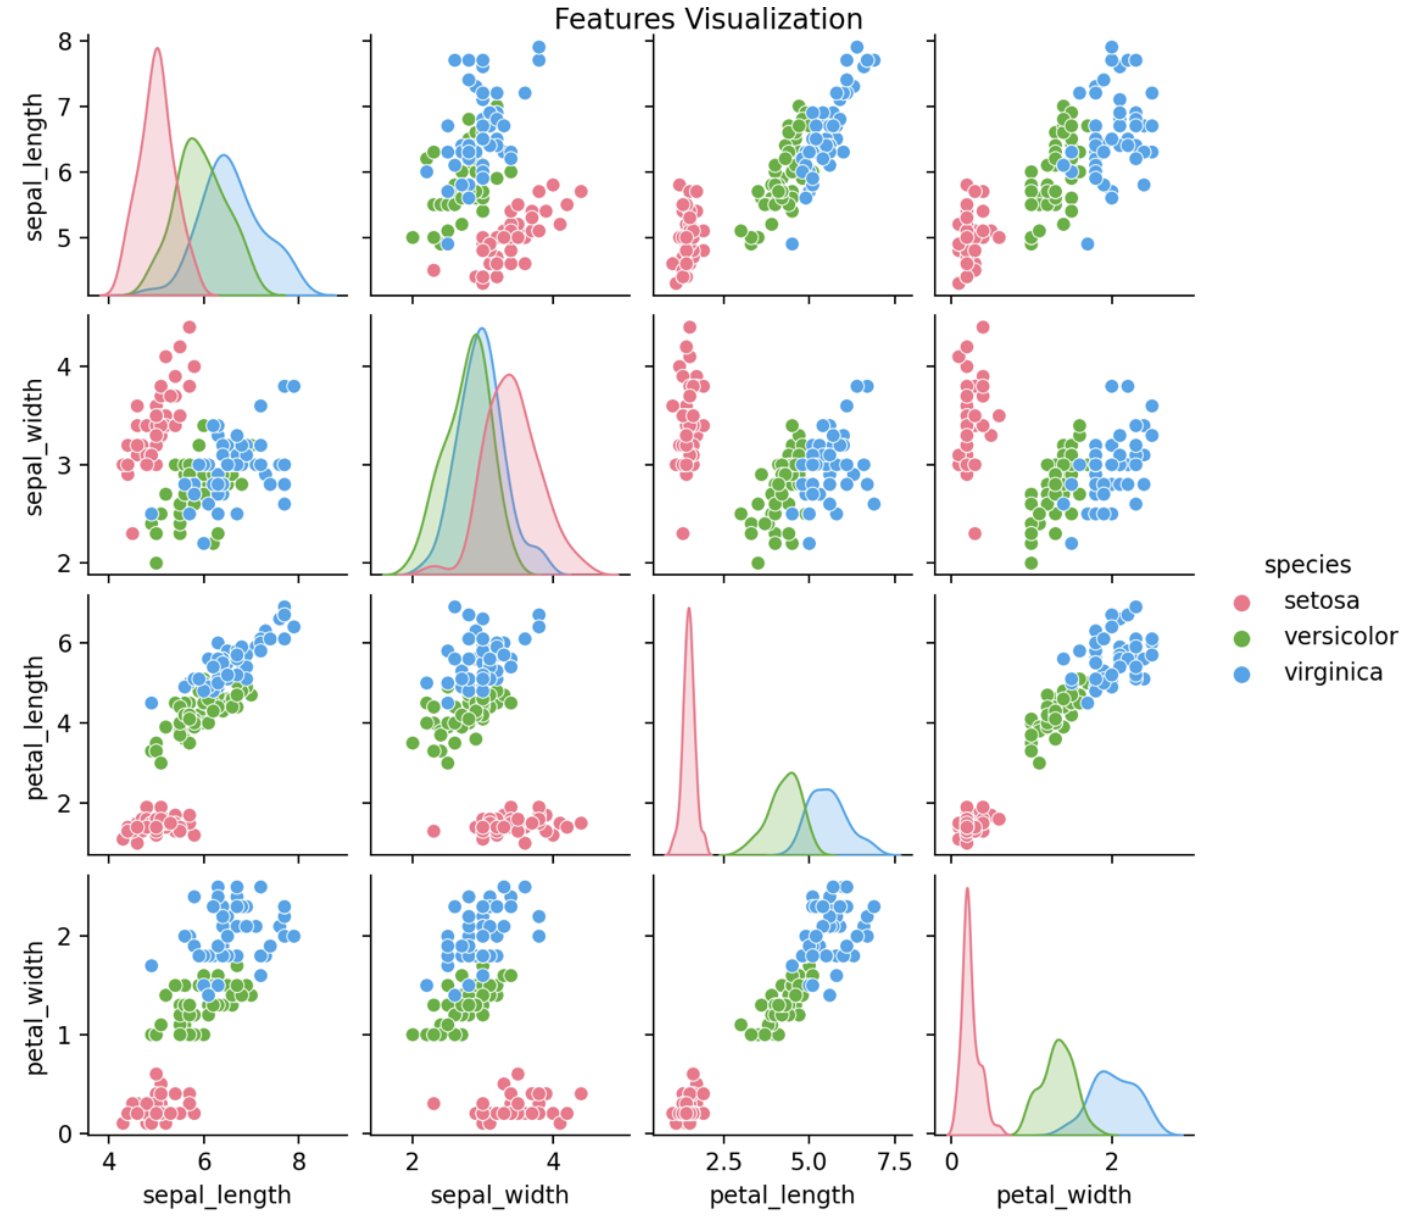 Features Visualization
8
7
6
5
sepal_length
4
3
2
sepal_width
6
4
2
petal_length
2
1
0
petal_width
4 6 8
sepal_length
2 4
sepal_width
2.5 5.0 7.5
petal_length
0 2
petal_width
species
setosa
versicolor
virginica